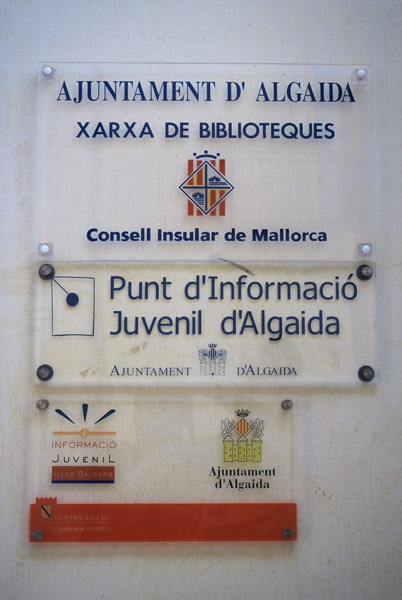 AJUNTAMENT D' ALGAIDA
XARXA DE BIBLIOTEQUES
Consell Insular de Mallorca
Punt d'Informació
Juvenil d'Algaida
AJUNTAMENT D'ALGAIDA
INFORMACIÓ
JUVENIL
ILLES BALEARS
Ajuntament
d'Algaida
GOVERN BALEAR